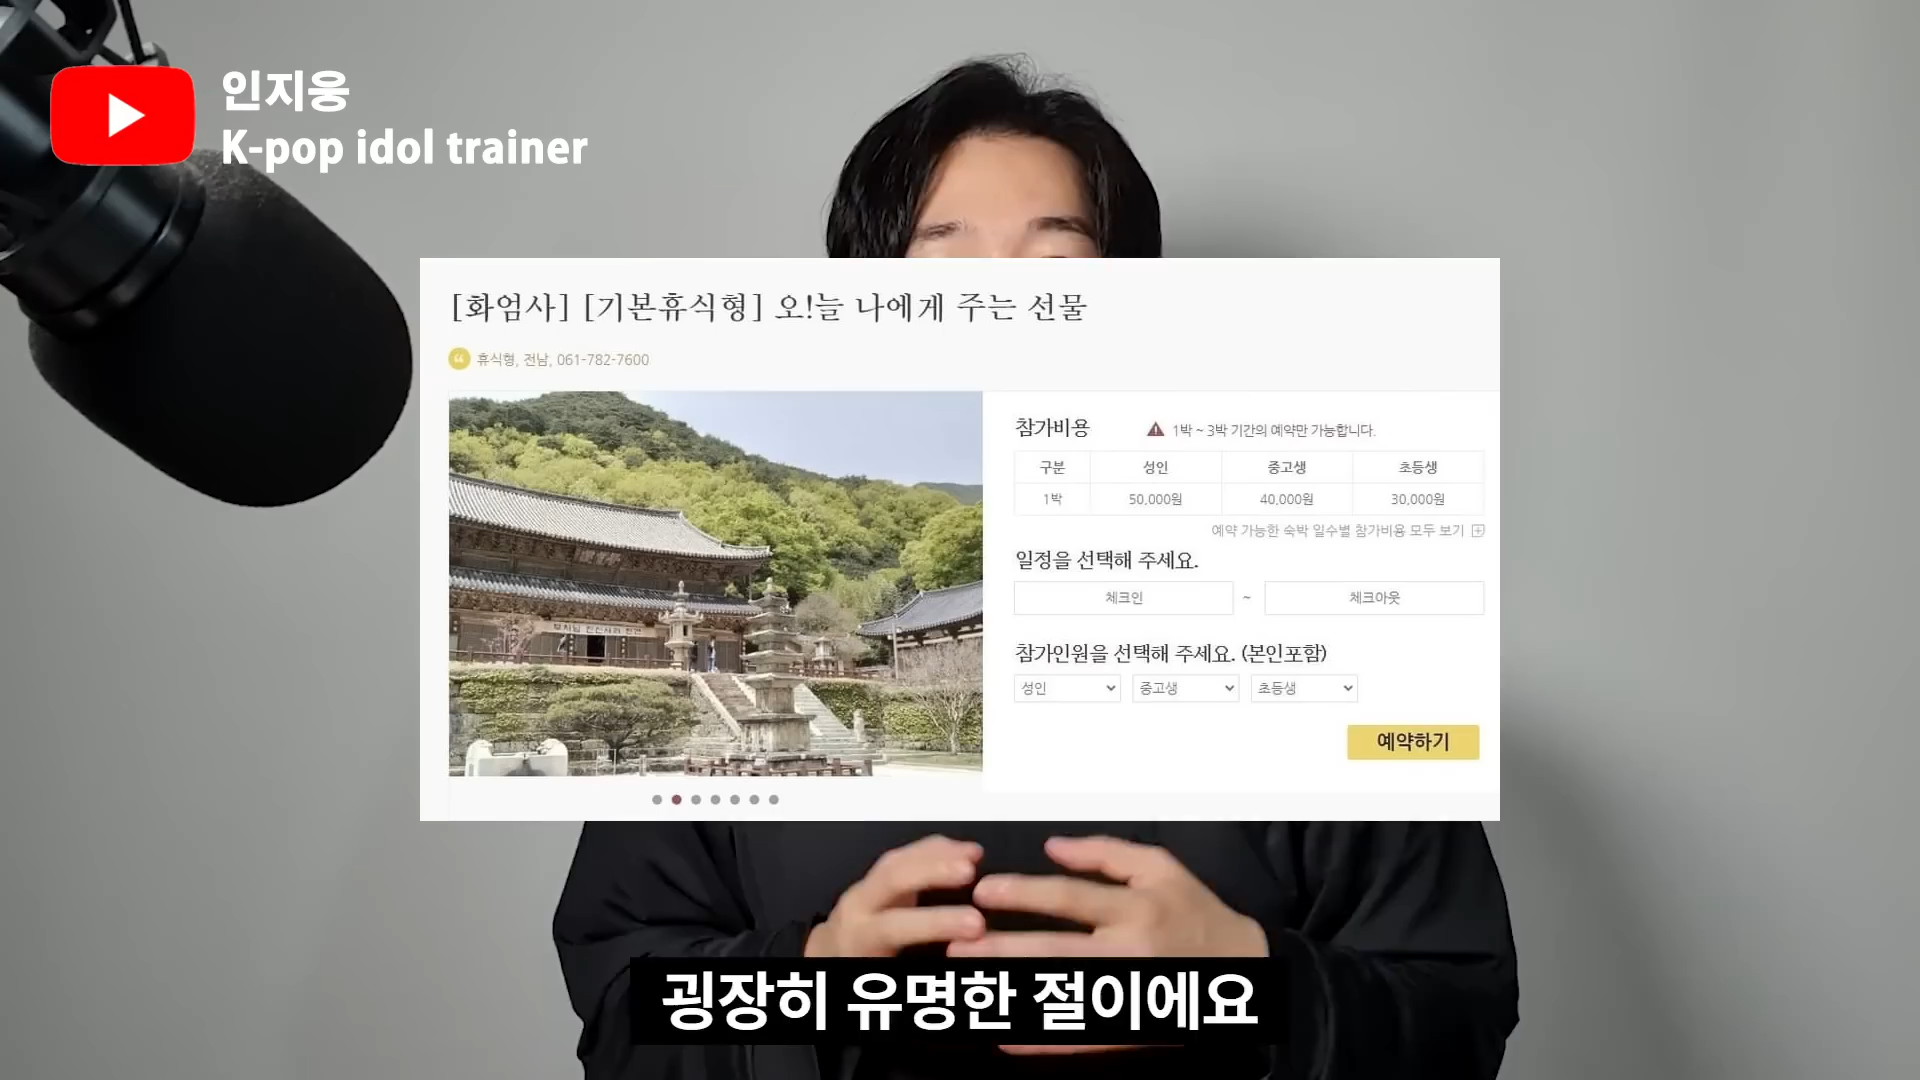 인지웅
K-pop idol trainer
[화엄사] [기본휴식형] 오!늘 나에게 주는 선물
휴식형, 전남, 061-782-7600
참가비용
1박 ~ 3박 기간의 예약만 가능합니다.
구분 성인 중고생 초등생
1박 50,000원 40,000원 30,000원
예약 가능한 숙박 일수별 참가비용 모두 보기
일정을 선택해 주세요.
체크인 ~ 체크아웃
참가인원을 선택해 주세요. (본인포함)
성인 중고생 초등생
예약하기
굉장히 유명한 절이에요